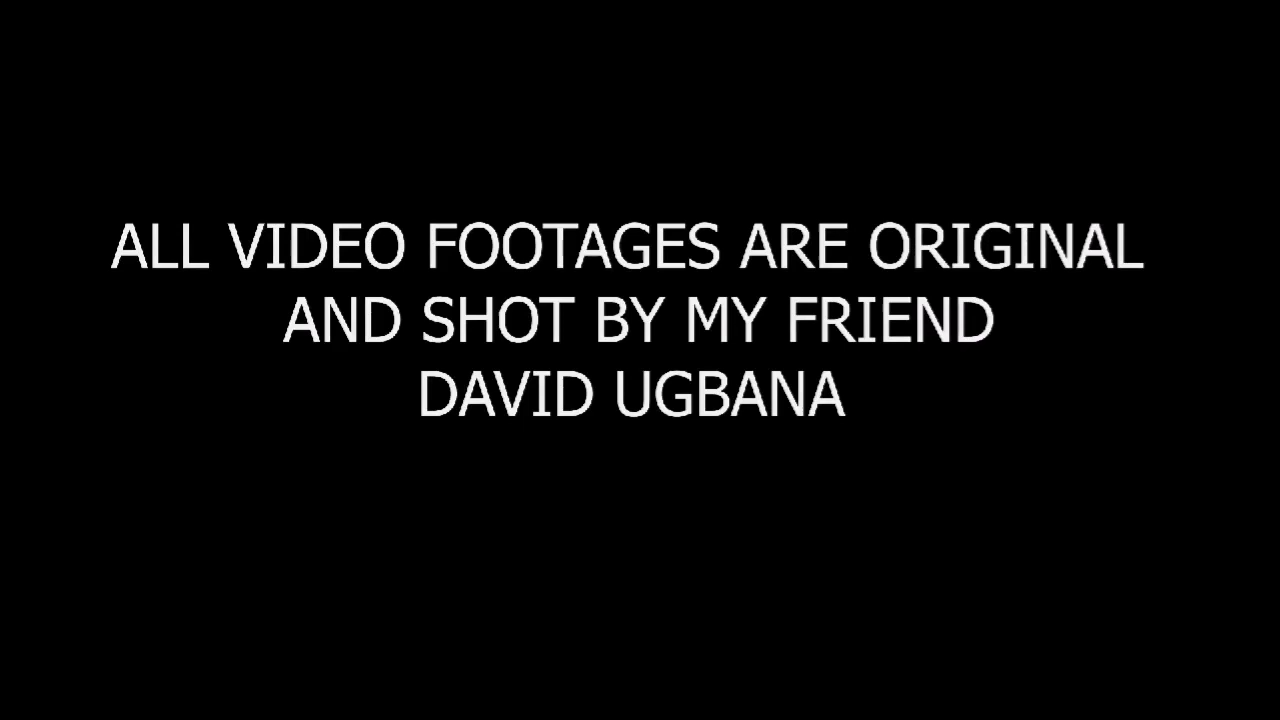 ALL VIDEO FOOTAGES ARE ORIGINAL
AND SHOT BY MY FRIEND
DAVID UGBANA